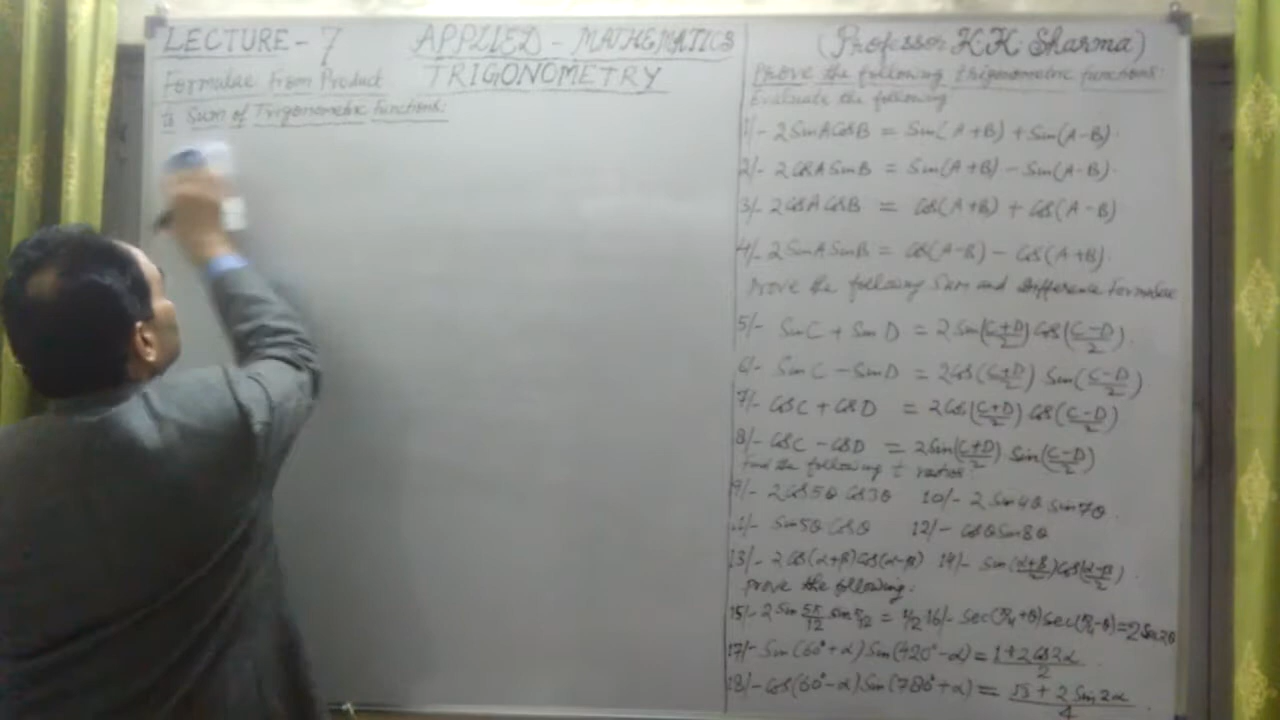 LECTURE - 7 APPLIED - MATHEMATICS
Formulae From Product TRIGONOMETRY
to Sum of Trigonometric Functions:
(Professor K K Sharma)
Prove the following trigonometric functions:
Evaluate the following
1/- 2 Sin A Cos B = Sin(A+B) + Sin(A-B).
2/- 2 Cos A Sin B = Sin(A+B) - Sin(A-B).
3/- 2 Cos A Cos B = Cos(A+B) + Cos(A-B)
4/- 2 Sin A Sin B = Cos(A-B) - Cos(A+B).
Prove the following Sum and Difference Formulae
5/- Sin C + Sin D = 2 Sin(C+D/2) Cos(C-D/2).
6/- Sin C - Sin D = 2 Cos(C+D/2) Sin(C-D/2).
7/- Cos C + Cos D = 2 Cos(C+D/2) Cos(C-D/2)
8/- Cos C - Cos D = 2 Sin(C+D/2) Sin(C-D/2)
Find the following t ratios
9/- 2 Cos 5θ Cos 3θ 10/- 2 Sin 4θ Sin 7θ.
11/- Sin 5θ Cos θ 12/- Cos θ Sin 8θ
13/- 2 Cos(α+β) Cos(α-β) 14/- Sin(α+β/2) Cos(α-β/2)
Prove the following:
15/- 2 Sin 5π/12 Sin π/12 = 1/2 16/- Sec(π/4+θ) Sec(π/4-θ) = 2 Sec 2θ
17/- Sin(60°+α) Sin(420°-α) = 1+2 Cos 2α/2
18/- Cos(60°-α) Sin(780°+α) = √3 + 2 Sin 2α/4